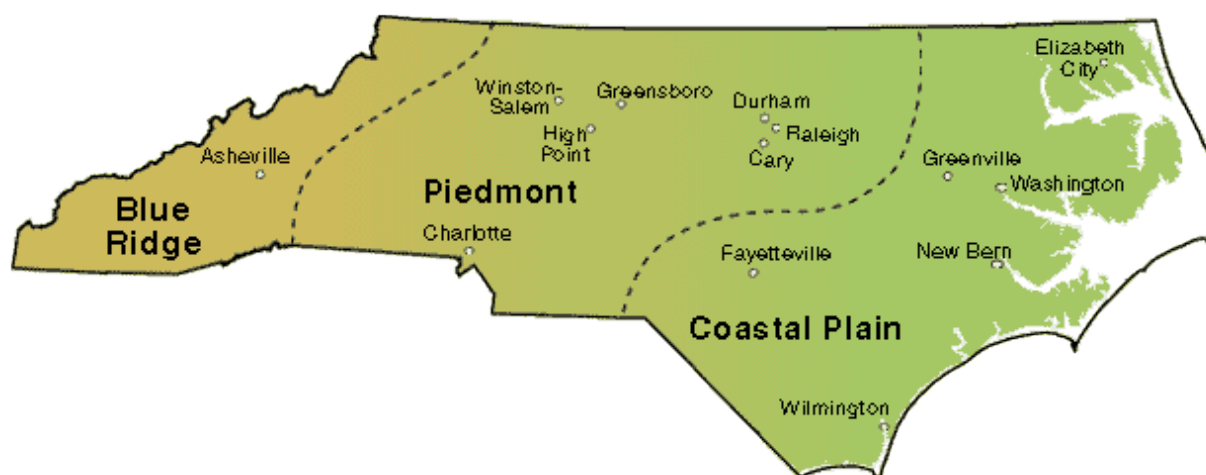 Elizabeth
City
Winston-
Salem
Greensboro
Durham
High
Point
Raleigh
Cary
Asheville
Greenville
Washington
Blue
Ridge
Piedmont
Charlotte
Fayetteville
New Bern
Coastal Plain
Wilmington